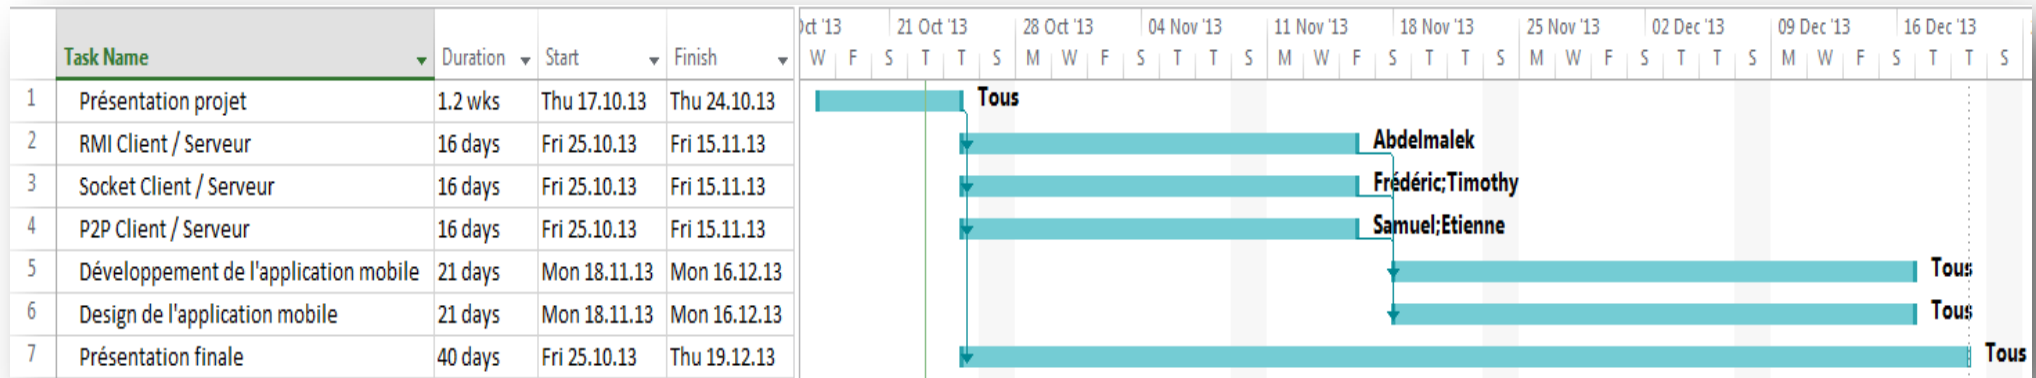 Oct '13 21 Oct '13 28 Oct '13 04 Nov '13 11 Nov '13 18 Nov '13 25 Nov '13 02 Dec '13 09 Dec '13 16 Dec '13
Task Name Duration Start Finish W F S T T S M W F S T T S M W F S T T S M W F S T T S M W F S T T S
1 Présentation projet 1.2 wks Thu 17.10.13 Thu 24.10.13 Tous
2 RMI Client / Serveur 16 days Fri 25.10.13 Fri 15.11.13 Abdelmalek
3 Socket Client / Serveur 16 days Fri 25.10.13 Fri 15.11.13 Frédéric;Timothy
4 P2P Client / Serveur 16 days Fri 25.10.13 Fri 15.11.13 Samuel;Etienne
5 Développement de l'application mobile 21 days Mon 18.11.13 Mon 16.12.13 Tous
6 Design de l'application mobile 21 days Mon 18.11.13 Mon 16.12.13 Tous
7 Présentation finale 40 days Fri 25.10.13 Thu 19.12.13 Tous